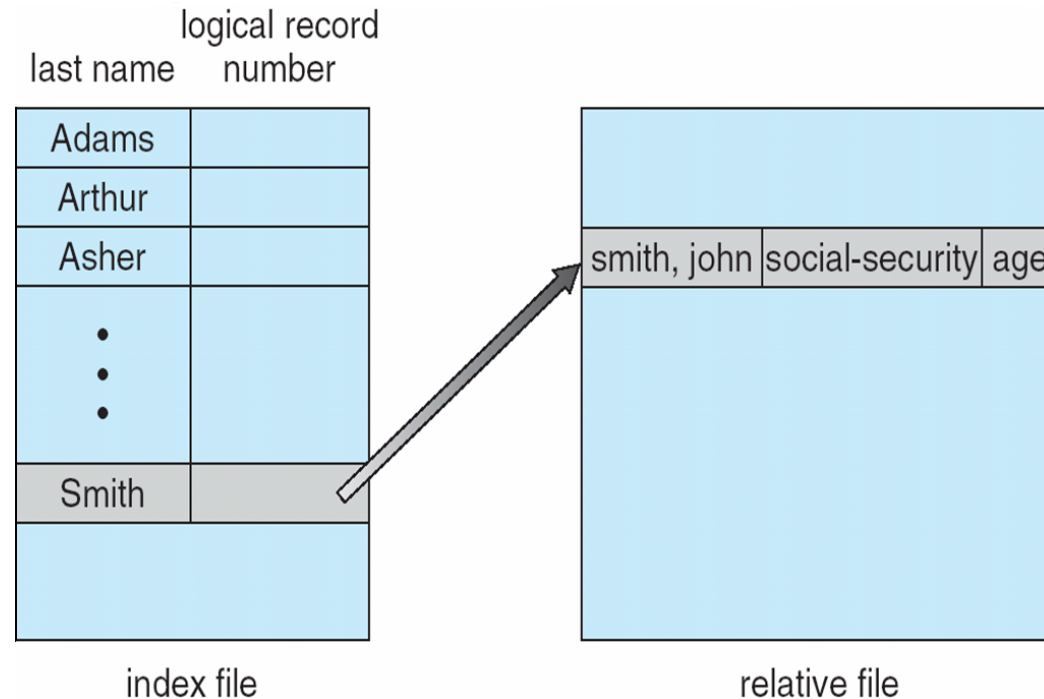 logical record
last name number
Adams
Arthur
Asher
Smith
smith, john social-security age
index file relative file